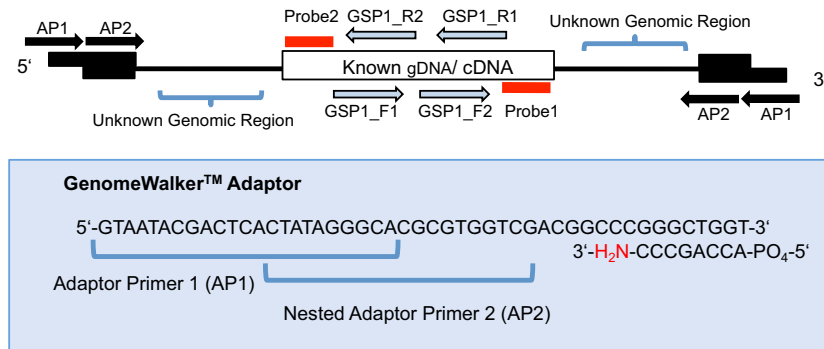 Probe2 GSP1_R2 GSP1_R1 Unknown Genomic Region
AP1 AP2
5‘ Known gDNA/ cDNA 3
Unknown Genomic Region GSP1_F1 GSP1_F2 Probe1 AP2 AP1
GenomeWalker™ Adaptor
5‘-GTAATACGACTCACTATAGGGCACGCGTGGTCGACGGCCCGGGCTGGT-3‘
3‘-H₂N-CCCGACCA-PO₄-5‘
Adaptor Primer 1 (AP1)
Nested Adaptor Primer 2 (AP2)